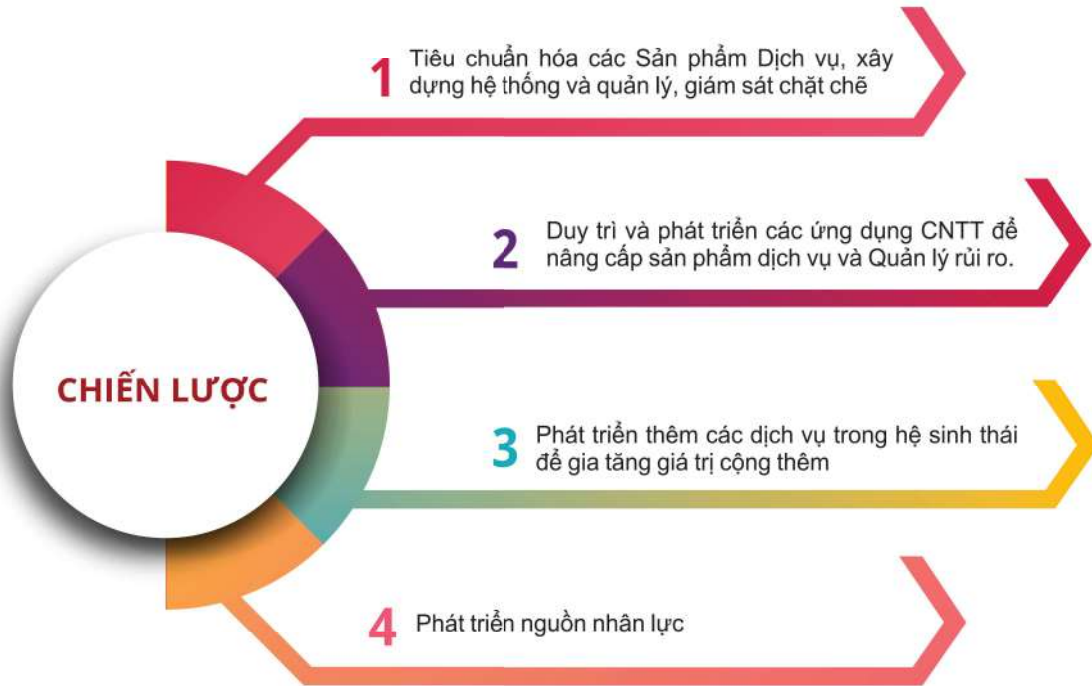 1 Tiêu chuẩn hóa các Sản phẩm Dịch vụ, xây
dựng hệ thống và quản lý, giám sát chặt chẽ
2 Duy trì và phát triển các ứng dụng CNTT để
nâng cấp sản phẩm dịch vụ và Quản lý rủi ro.
CHIẾN LƯỢC
3 Phát triển thêm các dịch vụ trong hệ sinh thái
để gia tăng giá trị cộng thêm
4 Phát triển nguồn nhân lực